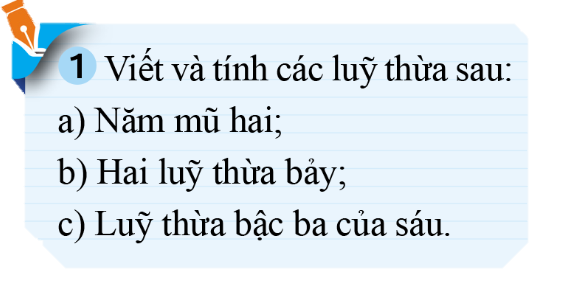 1 Viết và tính các luỹ thừa sau:
a) Năm mũ hai;
b) Hai luỹ thừa bảy;
c) Luỹ thừa bậc ba của sáu.